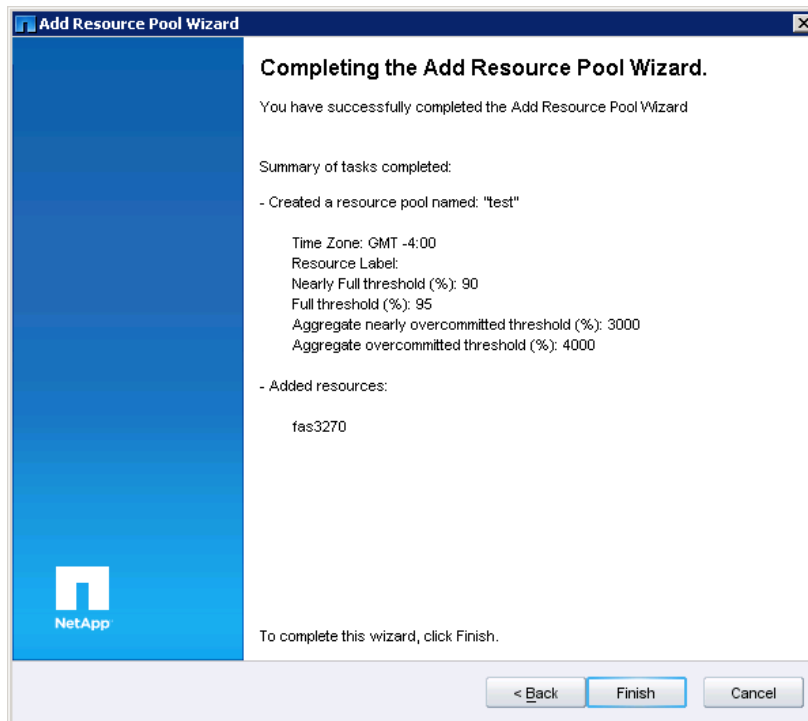 Add Resource Pool Wizard
Completing the Add Resource Pool Wizard.
You have successfully completed the Add Resource Pool Wizard
Summary of tasks completed:
- Created a resource pool named: "test"
Time Zone: GMT -4:00
Resource Label:
Nearly Full threshold (%): 90
Full threshold (%): 95
Aggregate nearly overcommitted threshold (%): 3000
Aggregate overcommitted threshold (%): 4000
- Added resources:
fas3270
NetApp
To complete this wizard, click Finish.
< Back
Finish
Cancel